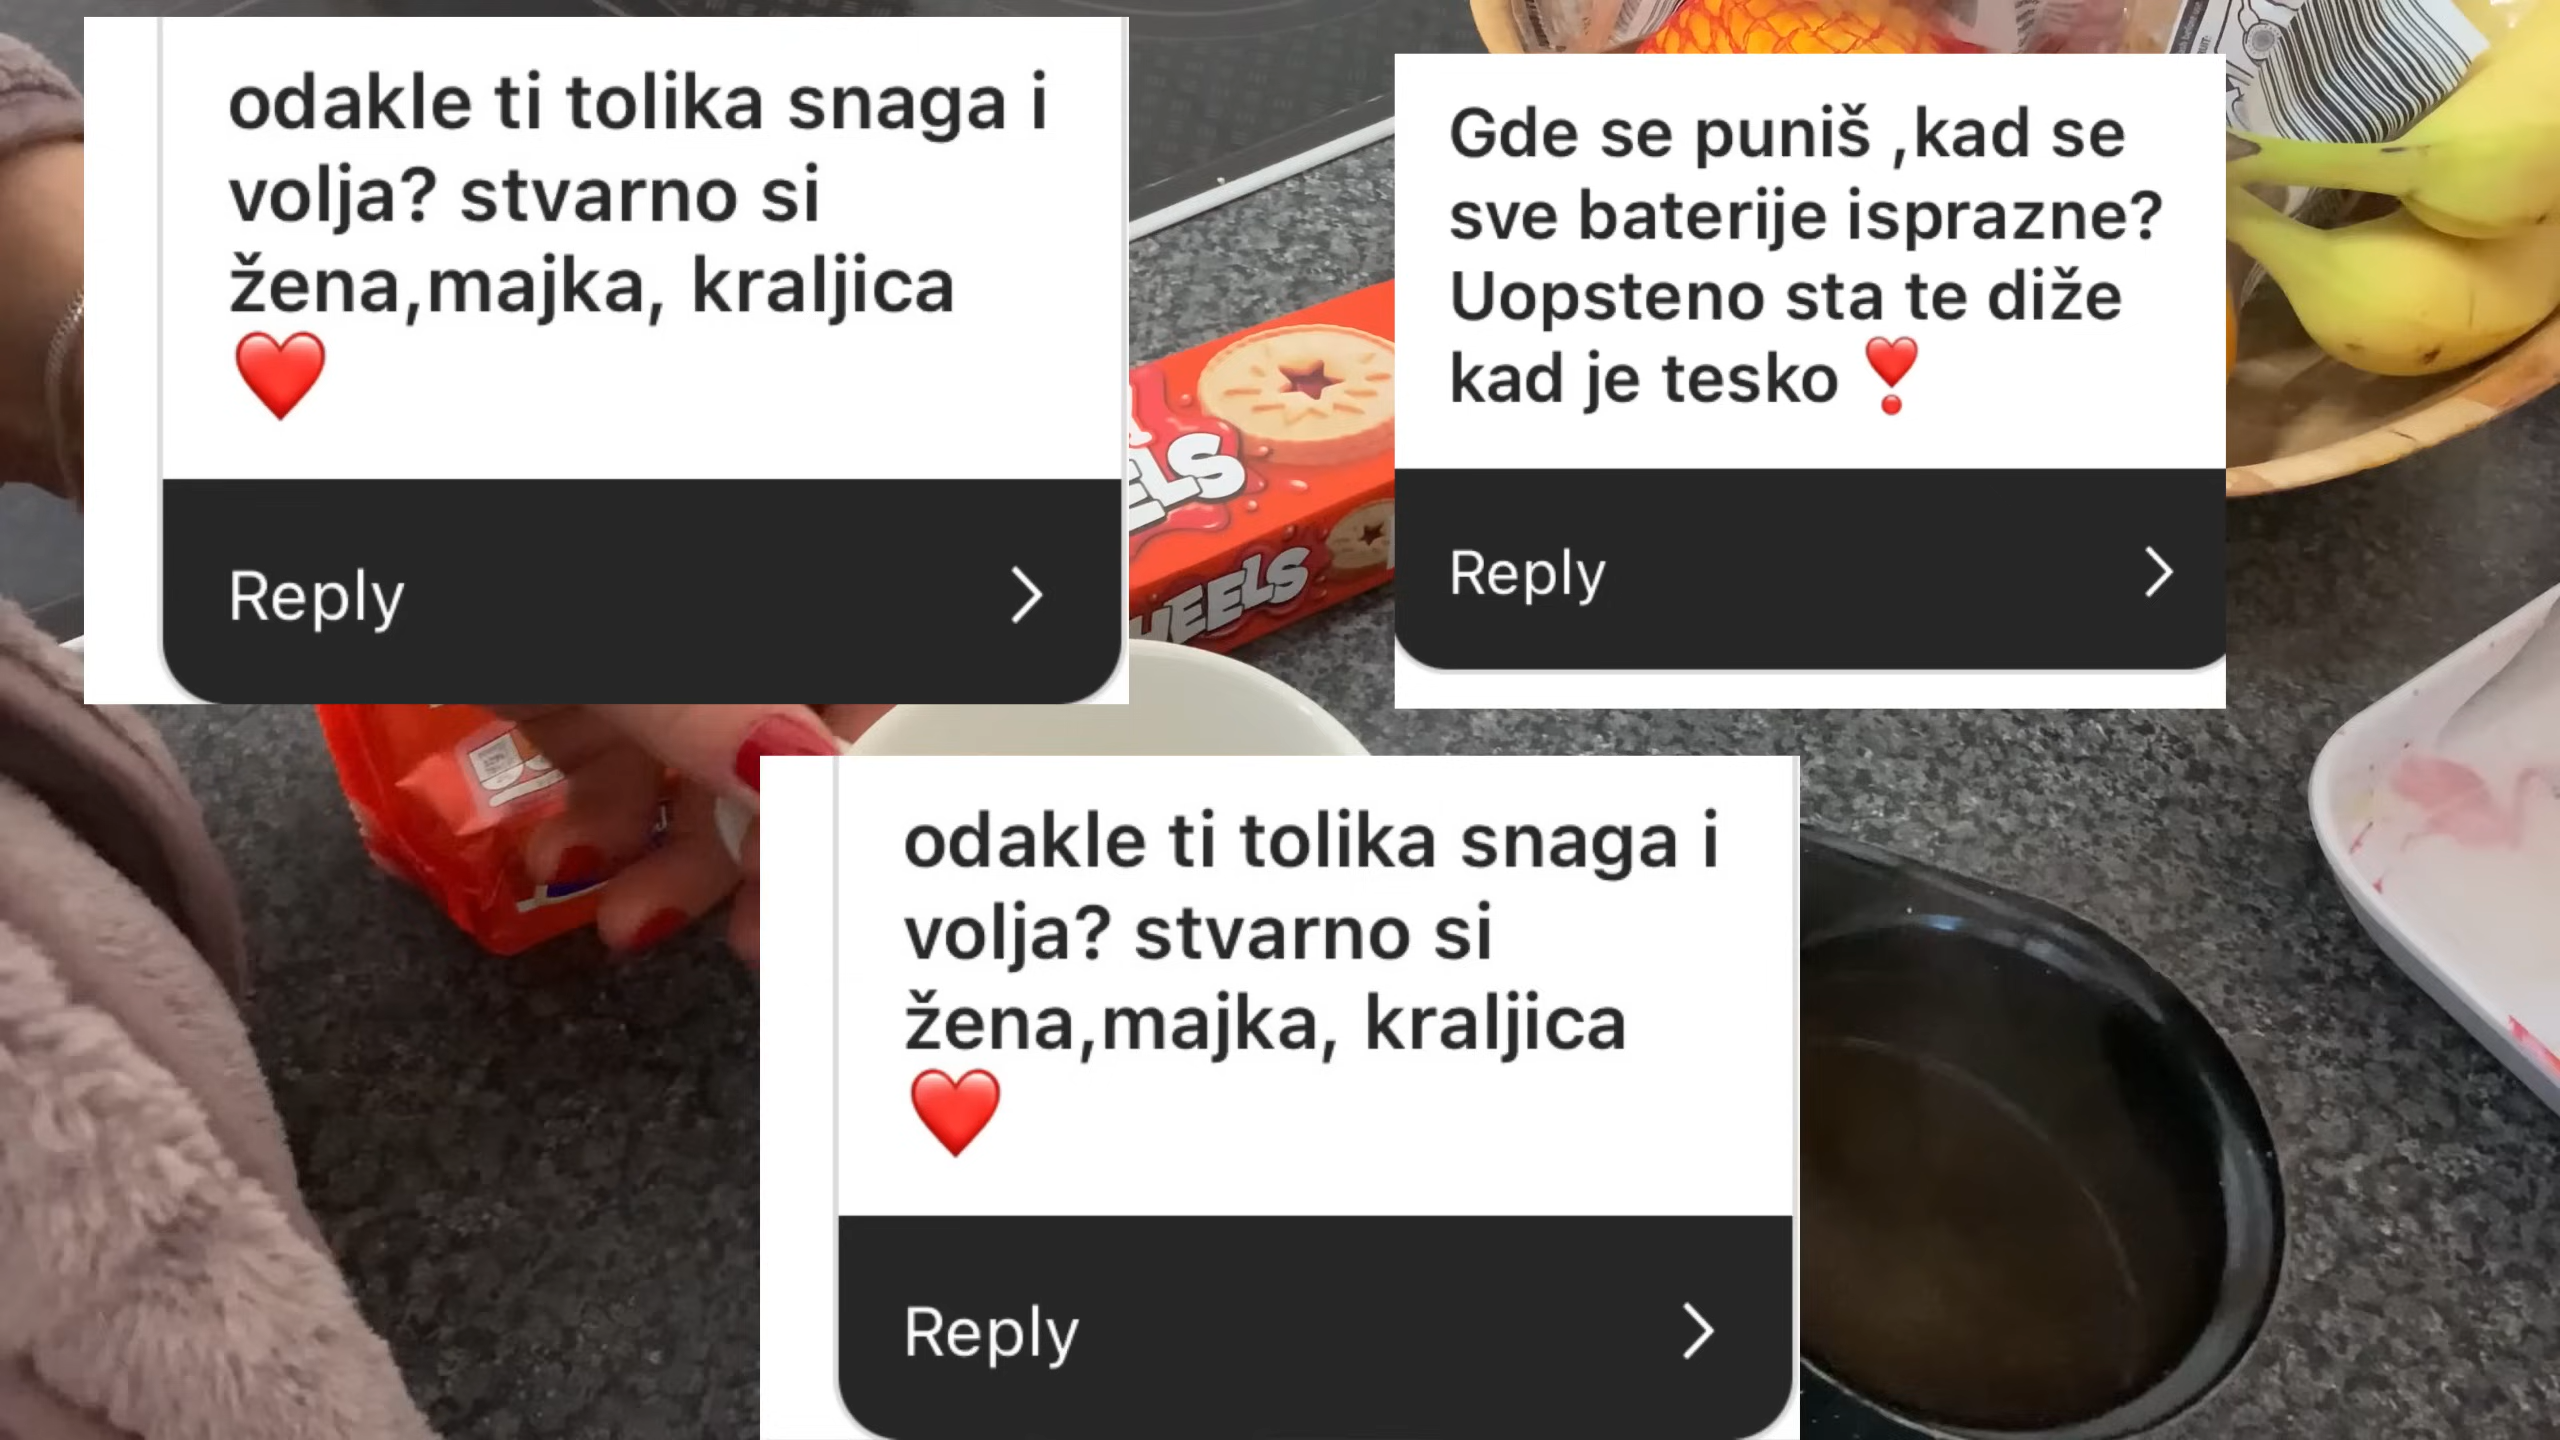 odakle ti tolika snaga i
volja? stvarno si
žena,majka, kraljica
❤️
Reply
Gde se puniš ,kad se
sve baterije isprazne?
Uopsteno sta te diže
kad je tesko ❣️
Reply
ELS
HEELS
odakle ti tolika snaga i
volja? stvarno si
žena,majka, kraljica
❤️
Reply